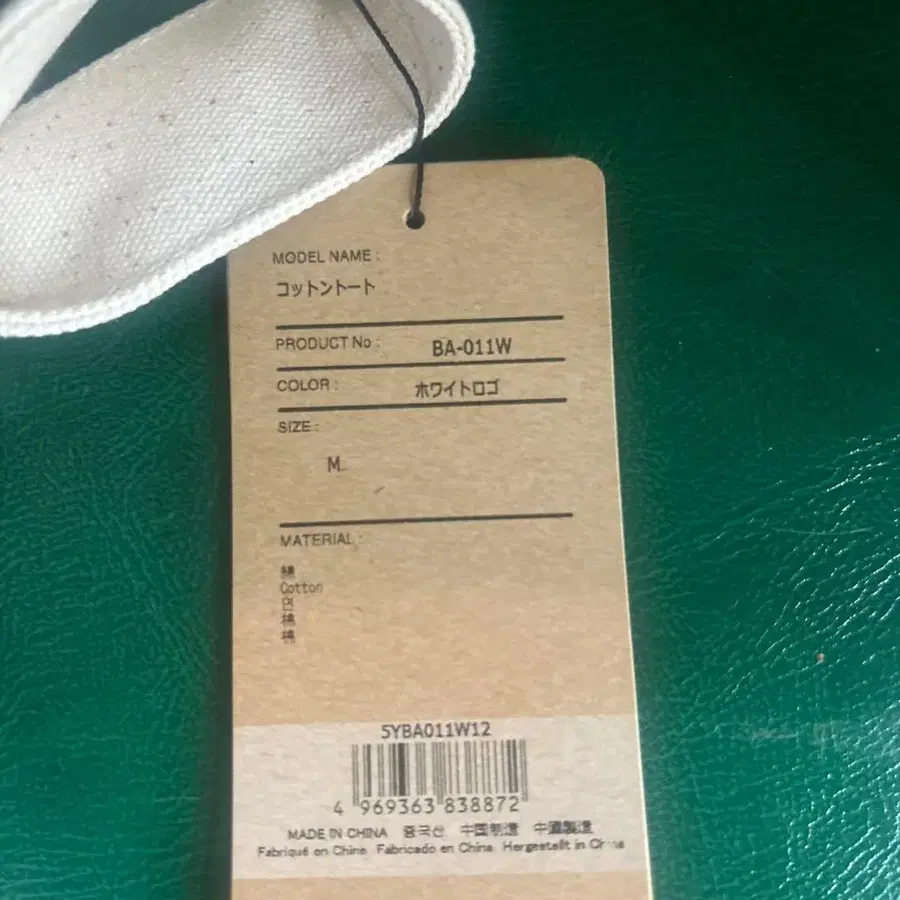 MODEL NAME :
コットントート
PRODUCT No : BA-011W
COLOR : ホワイトロゴ
SIZE :
M
MATERIAL :
綿
Cotton
면
棉
棉
5YBA011W12
4 969363 838872
MADE IN CHINA 중국산 中国制造 中國製造
Fabriqué en Chine. Fabricado en China. Hergestellt in China